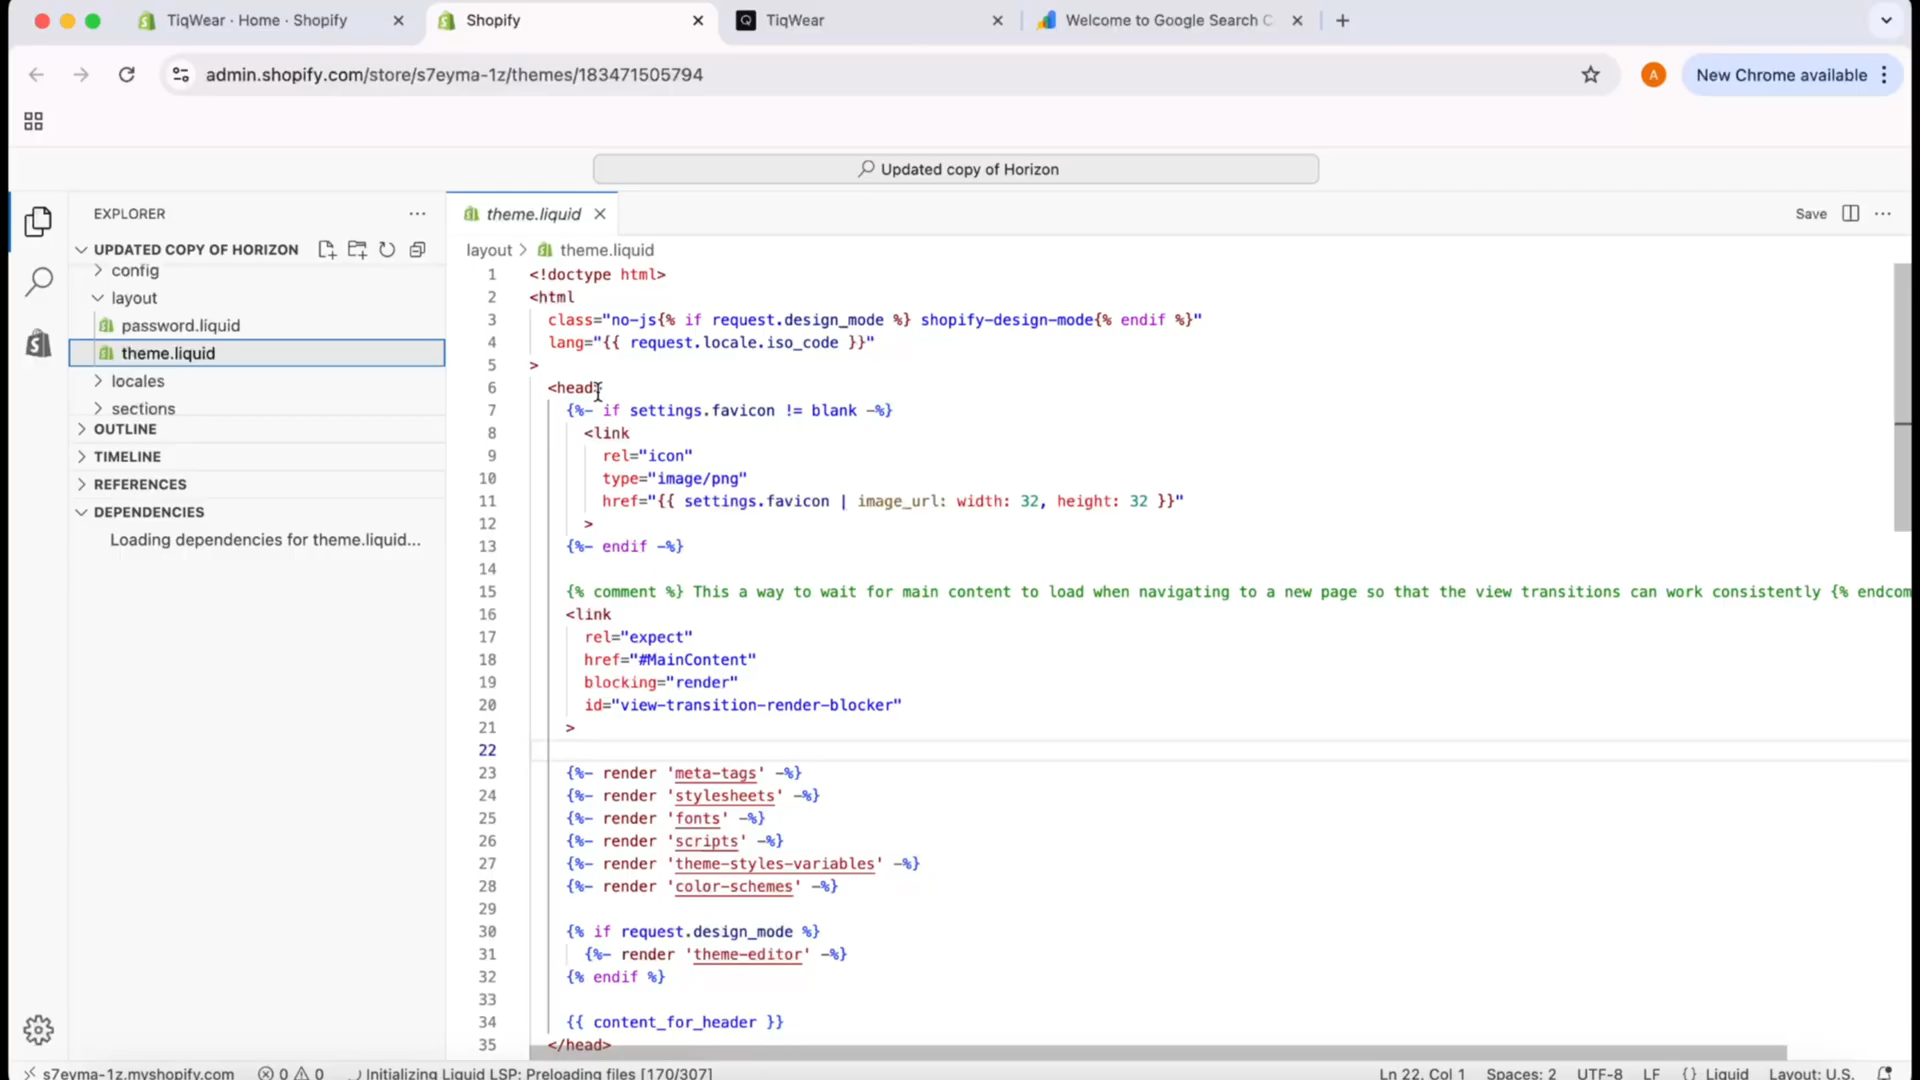 TiqWear · Home · Shopify
Shopify
TiqWear
Welcome to Google Search C
admin.shopify.com/store/s7eyma-1z/themes/183471505794
A
New Chrome available
Updated copy of Horizon
EXPLORER
UPDATED COPY OF HORIZON
config
layout
password.liquid
theme.liquid
locales
sections
OUTLINE
TIMELINE
REFERENCES
DEPENDENCIES
Loading dependencies for theme.liquid...
theme.liquid
Save
layout > theme.liquid
1 <!doctype html>
2 <html
3 class="no-js{% if request.design_mode %} shopify-design-mode{% endif %}"
4 lang="{{ request.locale.iso_code }}"
5 >
6 <head>
7 {%- if settings.favicon != blank -%}
8 <link
9 rel="icon"
10 type="image/png"
11 href="{{ settings.favicon | image_url: width: 32, height: 32 }}"
12 >
13 {%- endif -%}
14
15 {% comment %} This a way to wait for main content to load when navigating to a new page so that the view transitions can work consistently {% endcom
16 <link
17 rel="expect"
18 href="#MainContent"
19 blocking="render"
20 id="view-transition-render-blocker"
21 >
22
23 {%- render 'meta-tags' -%}
24 {%- render 'stylesheets' -%}
25 {%- render 'fonts' -%}
26 {%- render 'scripts' -%}
27 {%- render 'theme-styles-variables' -%}
28 {%- render 'color-schemes' -%}
29
30 {% if request.design_mode %}
31 {%- render 'theme-editor' -%}
32 {% endif %}
33
34 {{ content_for_header }}
35 </head>
s7eyma-1z.myshopify.com 0 0 Initializing Liquid LSP: Preloading files [170/307] Ln 22, Col 1 Spaces: 2 UTF-8 LF {} Liquid Layout: U.S.